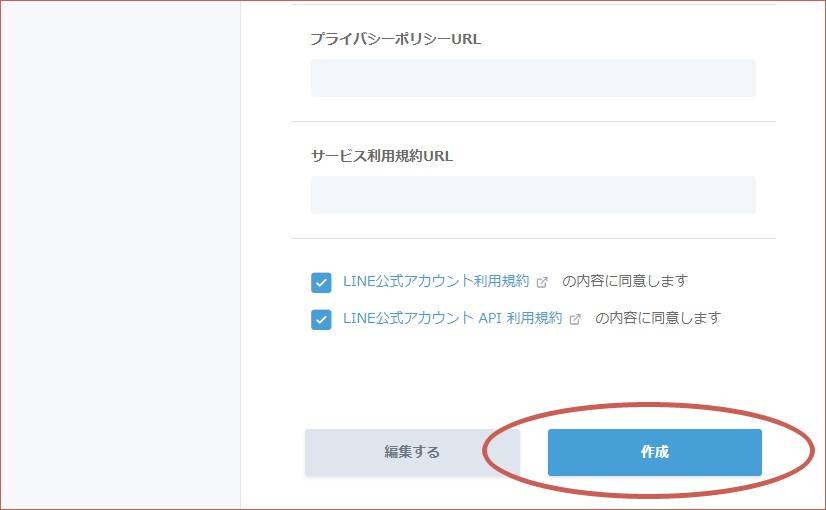 プライバシーポリシーURL
サービス利用規約URL
LINE公式アカウント利用規約 の内容に同意します
LINE公式アカウント API 利用規約 の内容に同意します
編集する 作成